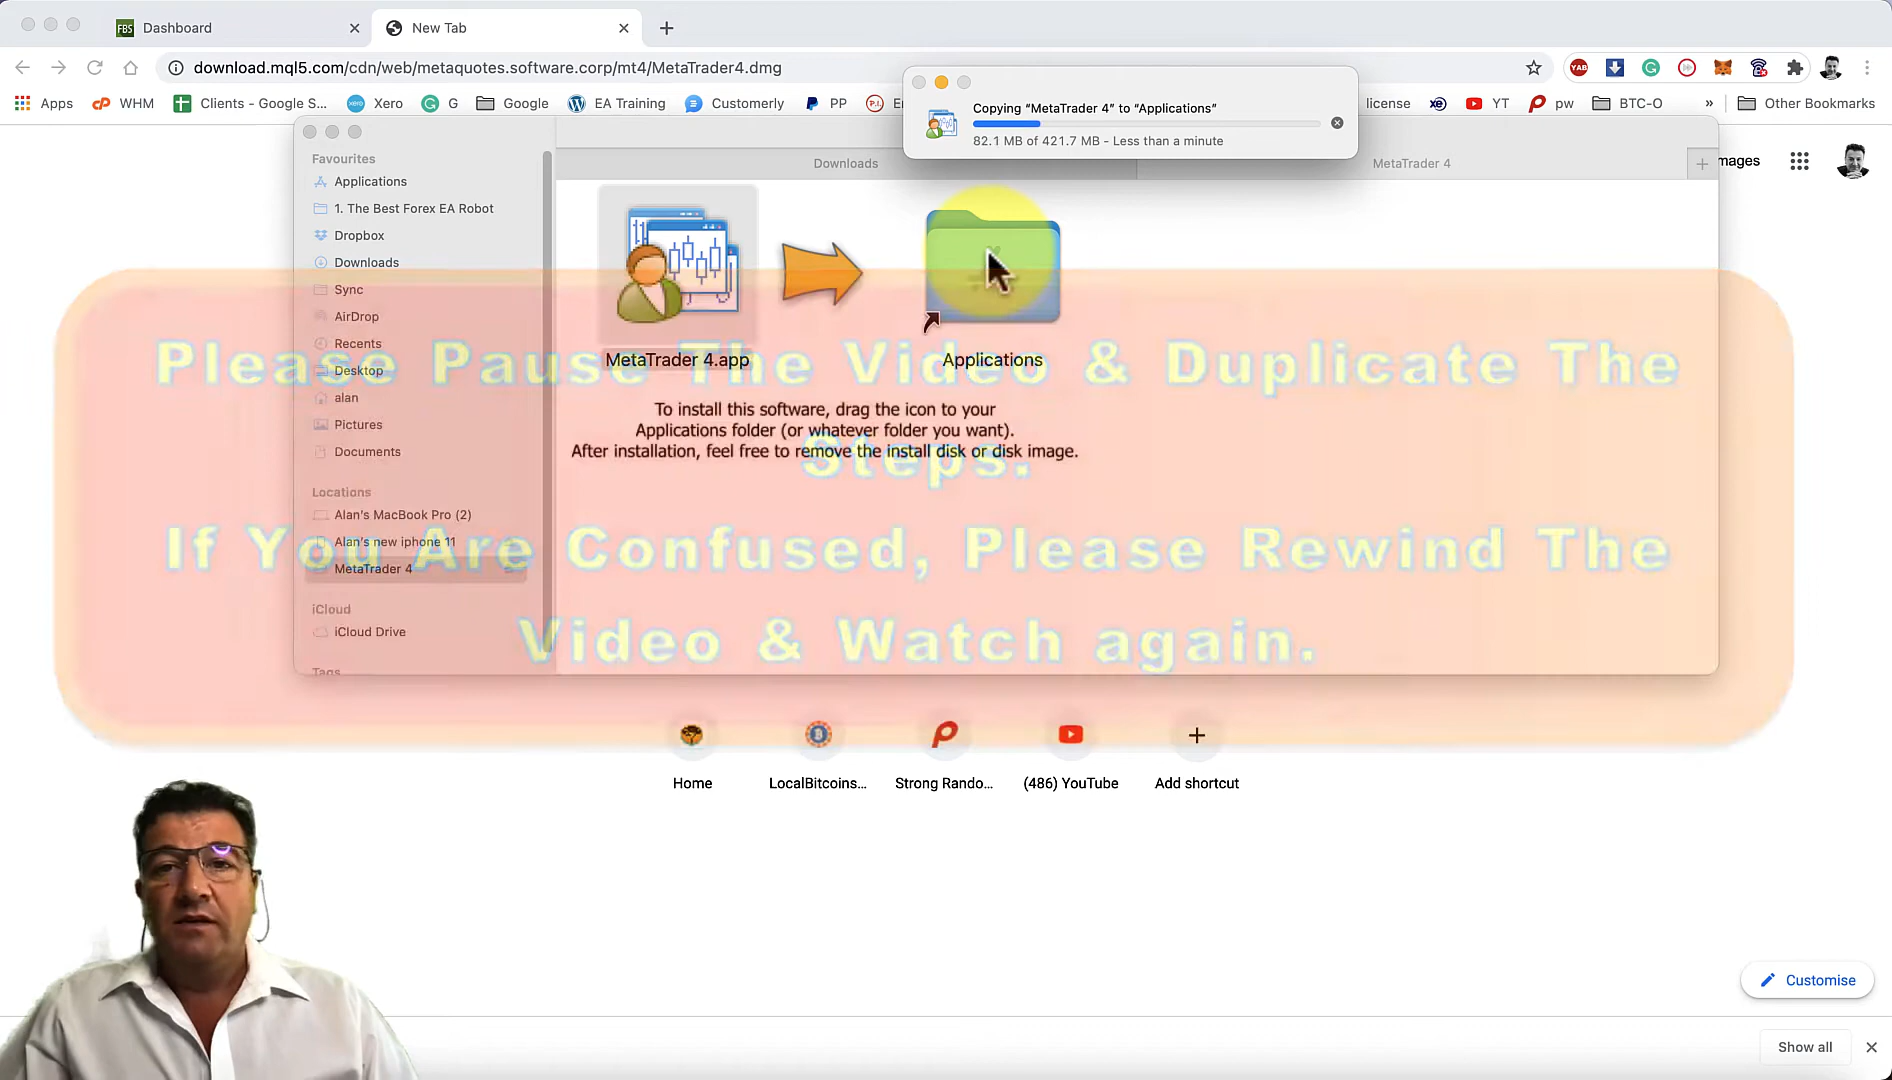 FBS Dashboard
New Tab
download.mql5.com/cdn/web/metaquotes.software.corp/mt4/MetaTrader4.dmg
YAB
Apps
WHM
Clients - Google S...
Xero
G
Google
EA Training
Customerly
PP
license
YT
pw
BTC-O
»
Other Bookmarks
Copying “MetaTrader 4” to “Applications”
82.1 MB of 421.7 MB - Less than a minute
Downloads
MetaTrader 4
mages
Favourites
Applications
1. The Best Forex EA Robot
Dropbox
Downloads
Sync
AirDrop
Recents
Desktop
alan
Pictures
Documents
Locations
Alan's MacBook Pro (2)
Alan's new iphone 11
MetaTrader 4
iCloud
iCloud Drive
Tags
MetaTrader 4.app
Applications
To install this software, drag the icon to your
Applications folder (or whatever folder you want).
After installation, feel free to remove the install disk or disk image.
Please Pause The Video & Duplicate The
Steps.
If You Are Confused, Please Rewind The
Video & Watch again.
Home
LocalBitcoins...
Strong Rando...
(486) YouTube
Add shortcut
Customise
Show all